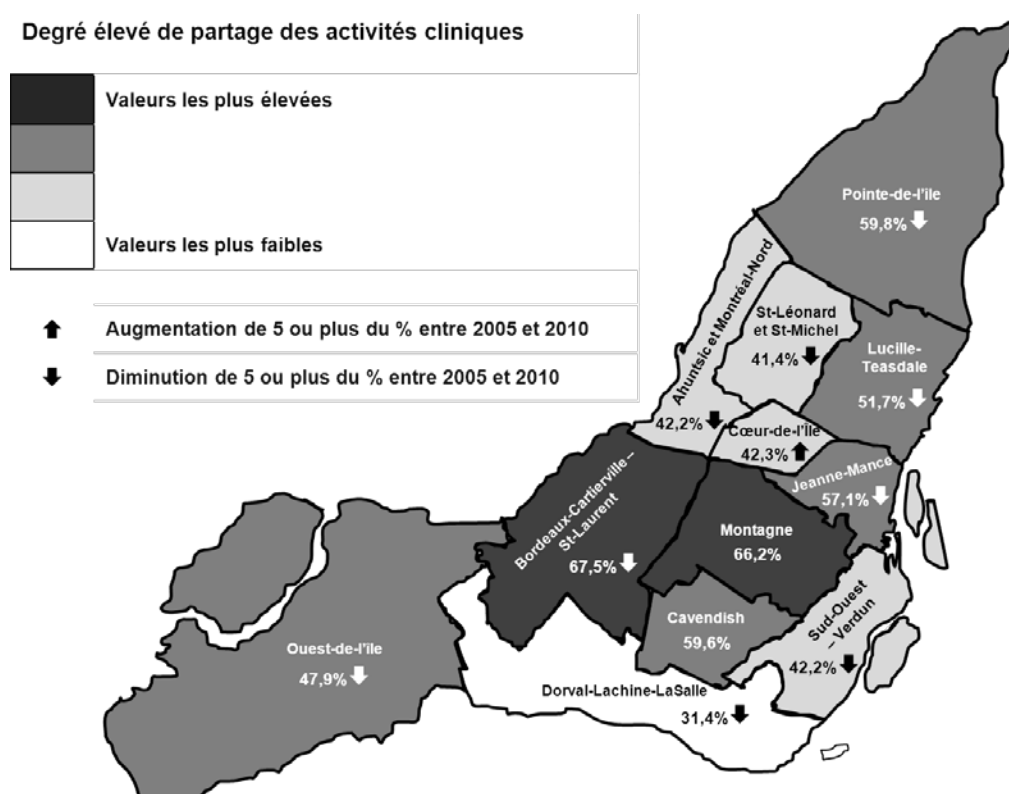 Degré élevé de partage des activités cliniques
Valeurs les plus élevées
Valeurs les plus faibles
Augmentation de 5 ou plus du % entre 2005 et 2010
Diminution de 5 ou plus du % entre 2005 et 2010
Pointe-de-l'île
59,8%
Ahuntsic et Montréal-Nord
42,2%
St-Léonard
et St-Michel
41,4%
Lucille-
Teasdale
51,7%
Cœur-de-l'Île
42,3%
Jeanne-Mance
57,1%
Bordeaux-Cartierville –
St-Laurent
67,5%
Montagne
66,2%
Cavendish
59,6%
Sud-Ouest
– Verdun
42,2%
Ouest-de-l'île
47,9%
Dorval-Lachine-LaSalle
31,4%